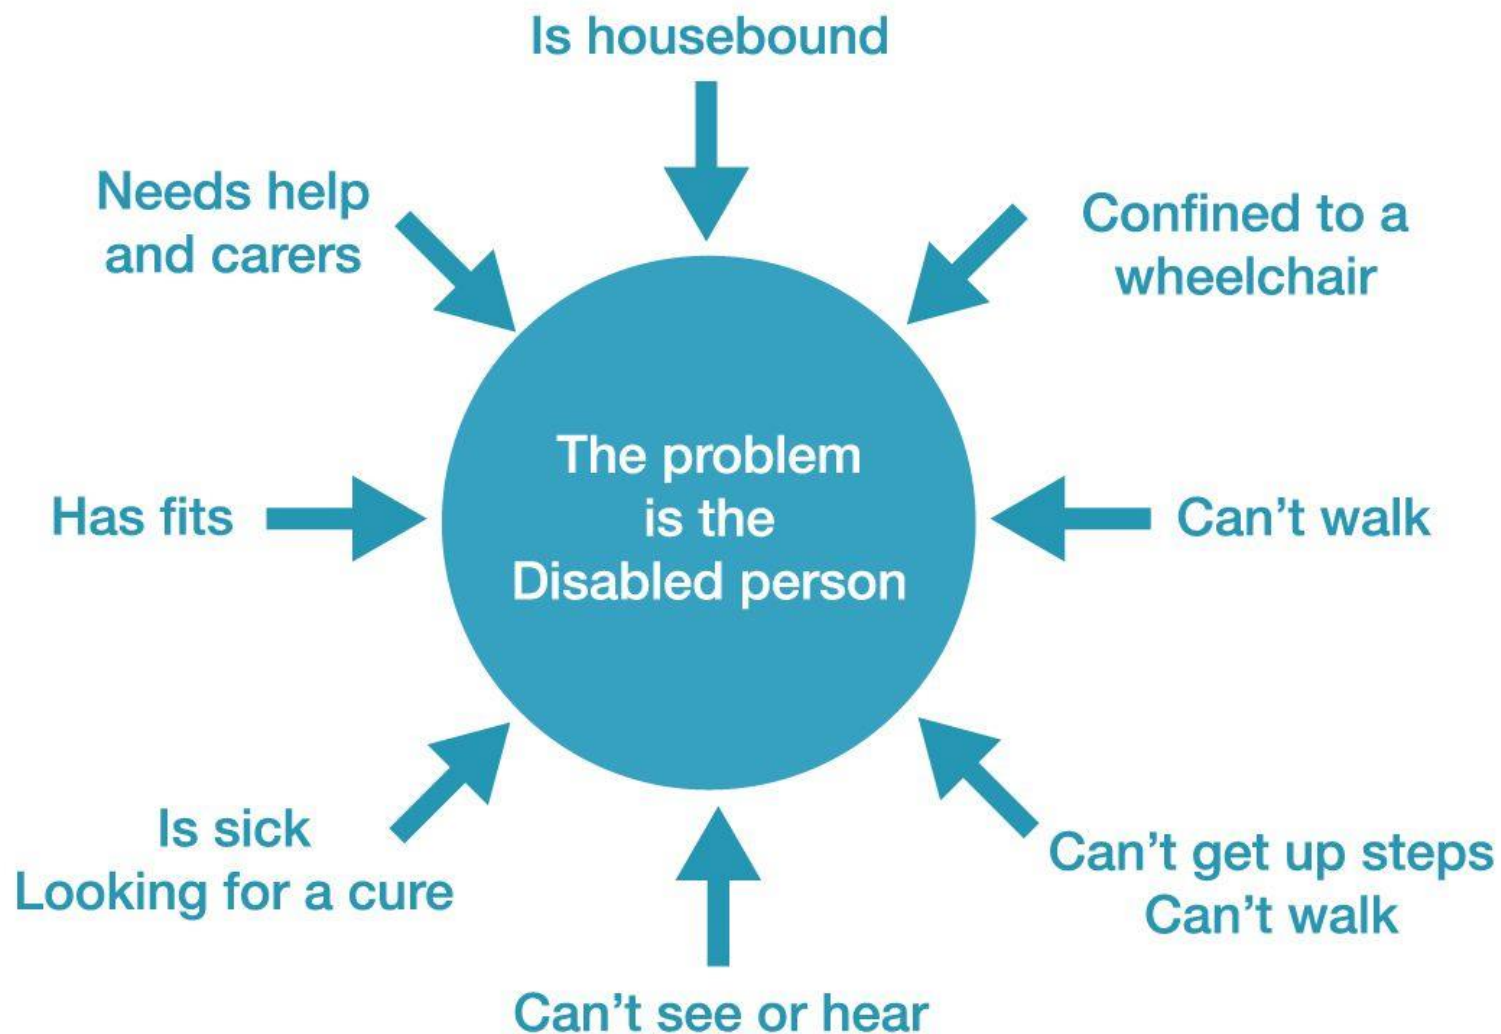 Is housebound
Needs help
and carers
Confined to a
wheelchair
Has fits
The problem
is the
Disabled person
Can't walk
Is sick
Looking for a cure
Can't get up steps
Can't walk
Can't see or hear